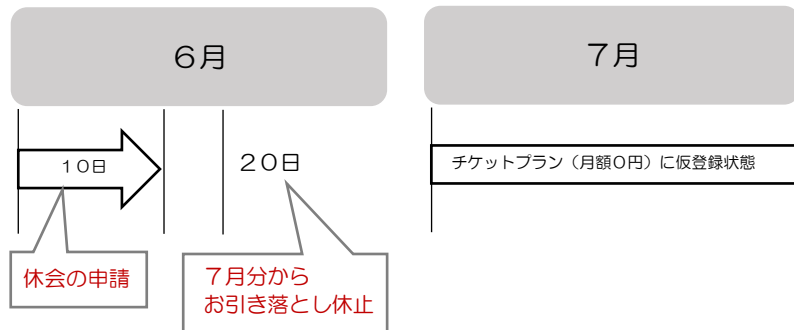 ６月
７月
１０日
２０日
チケットプラン（月額０円）に仮登録状態
休会の申請
７月分から
お引き落とし休止